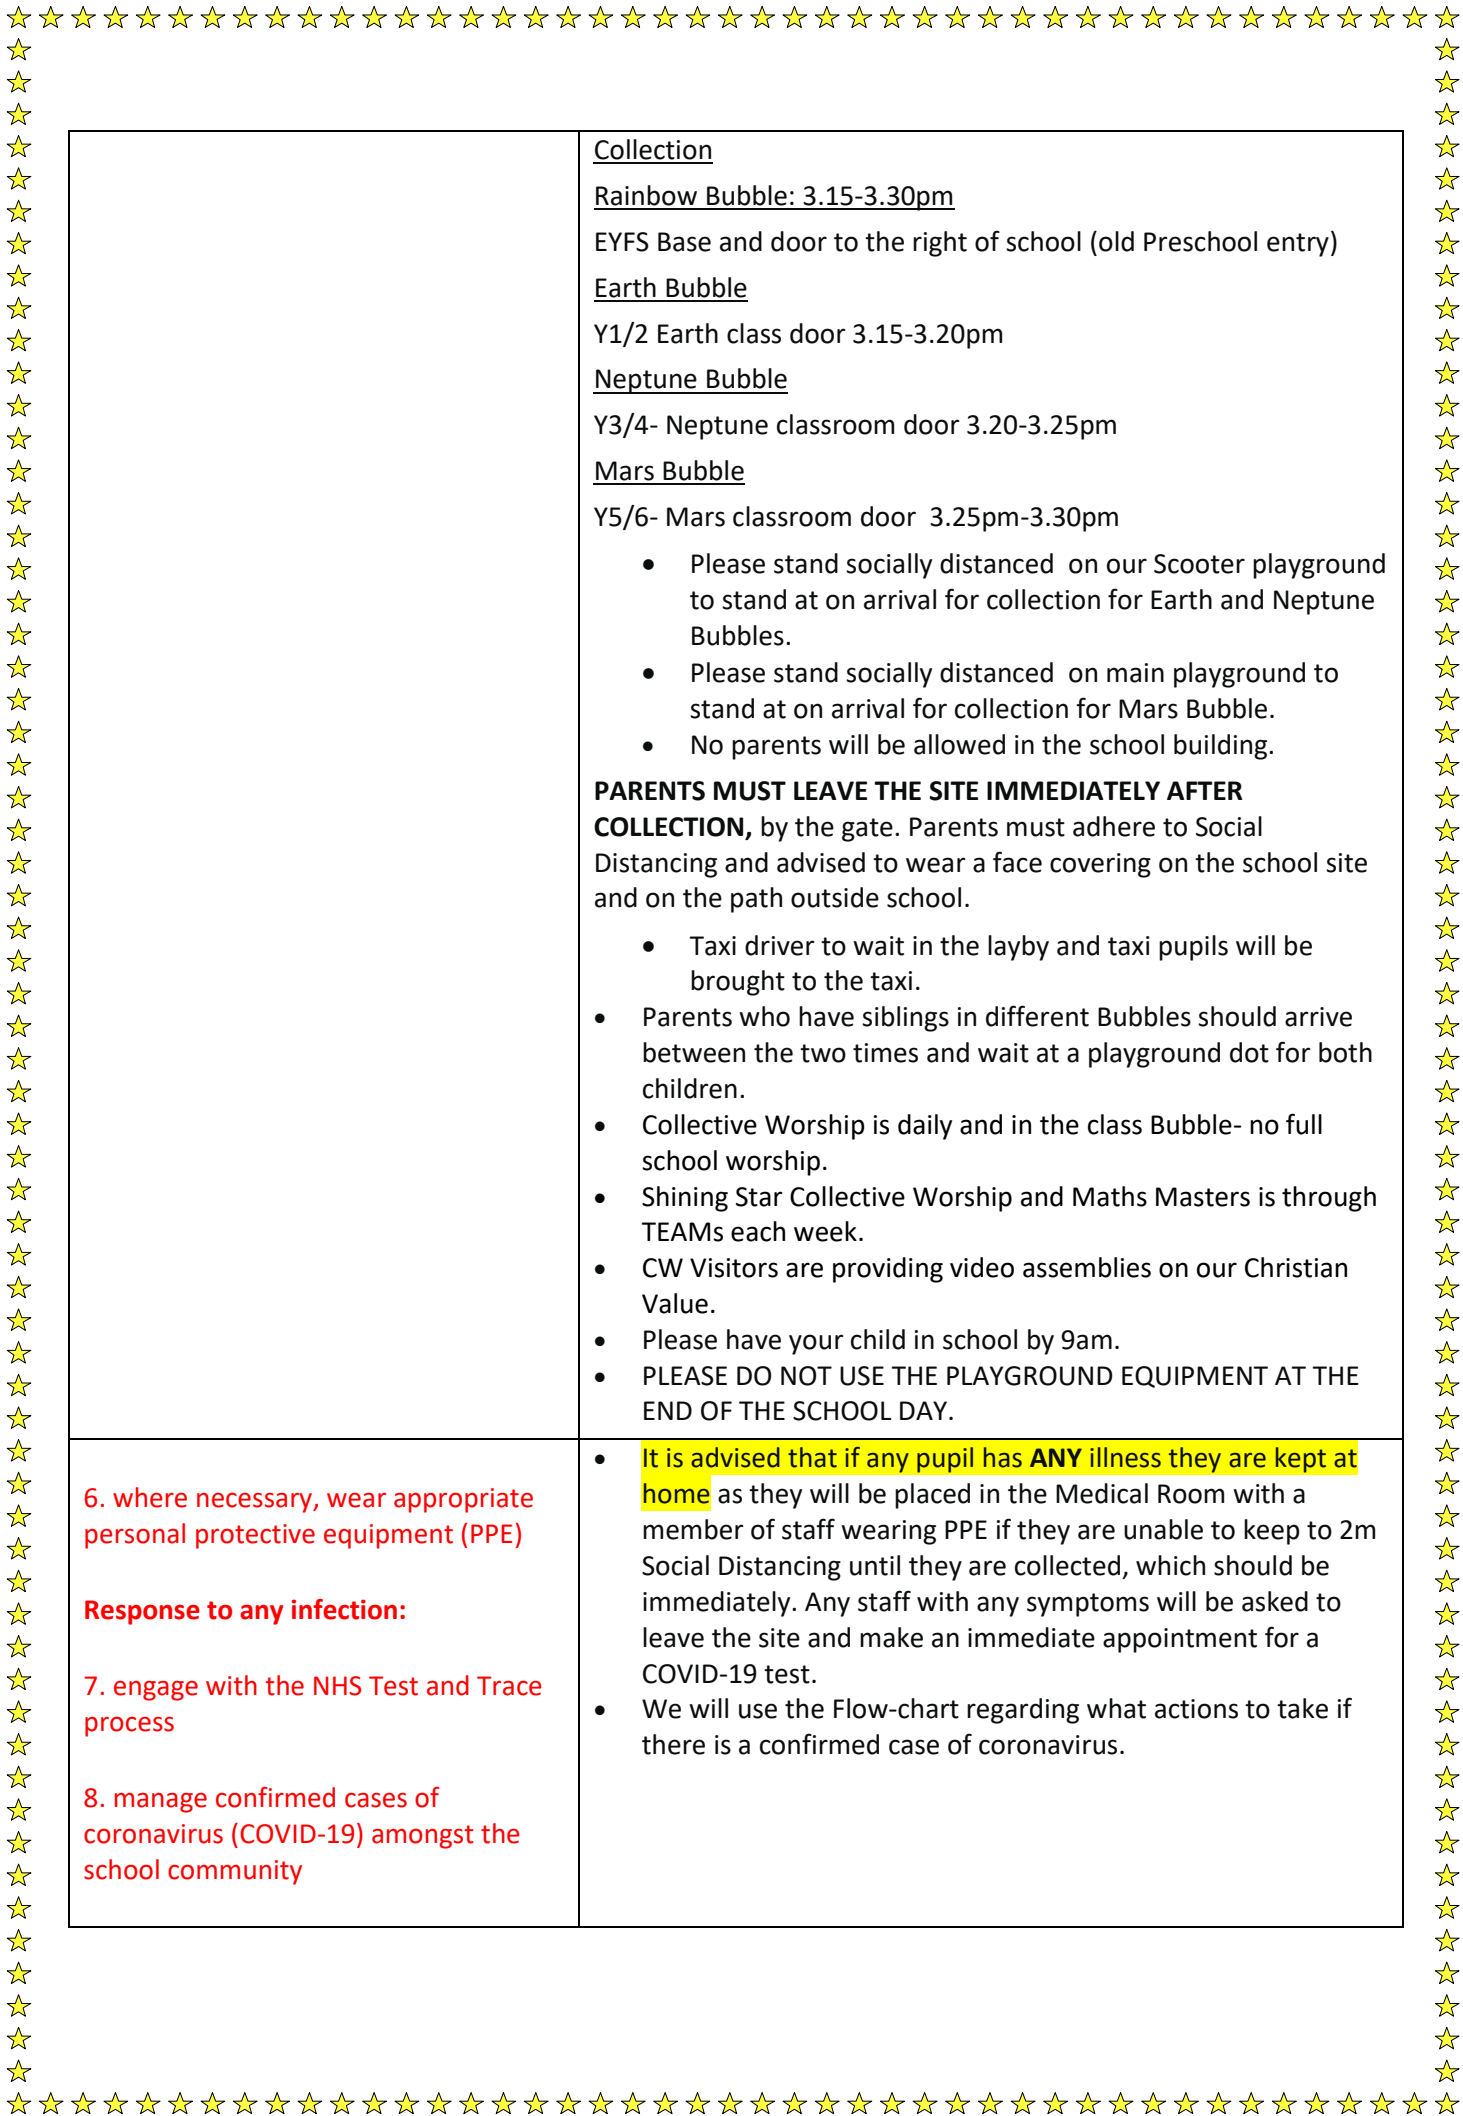 Collection
Rainbow Bubble: 3.15-3.30pm
EYFS Base and door to the right of school (old Preschool entry)
Earth Bubble
Y1/2 Earth class door 3.15-3.20pm
Neptune Bubble
Y3/4- Neptune classroom door 3.20-3.25pm
Mars Bubble
Y5/6- Mars classroom door  3.25pm-3.30pm
• Please stand socially distanced  on our Scooter playground
to stand at on arrival for collection for Earth and Neptune
Bubbles.
• Please stand socially distanced  on main playground to
stand at on arrival for collection for Mars Bubble.
• No parents will be allowed in the school building.
PARENTS MUST LEAVE THE SITE IMMEDIATELY AFTER
COLLECTION, by the gate. Parents must adhere to Social
Distancing and advised to wear a face covering on the school site
and on the path outside school.
• Taxi driver to wait in the layby and taxi pupils will be
brought to the taxi.
• Parents who have siblings in different Bubbles should arrive
between the two times and wait at a playground dot for both
children.
• Collective Worship is daily and in the class Bubble- no full
school worship.
• Shining Star Collective Worship and Maths Masters is through
TEAMs each week.
• CW Visitors are providing video assemblies on our Christian
Value.
• Please have your child in school by 9am.
• PLEASE DO NOT USE THE PLAYGROUND EQUIPMENT AT THE
END OF THE SCHOOL DAY.
6. where necessary, wear appropriate
personal protective equipment (PPE)
Response to any infection:
7. engage with the NHS Test and Trace
process
8. manage confirmed cases of
coronavirus (COVID-19) amongst the
school community
• It is advised that if any pupil has ANY illness they are kept at
home as they will be placed in the Medical Room with a
member of staff wearing PPE if they are unable to keep to 2m
Social Distancing until they are collected, which should be
immediately. Any staff with any symptoms will be asked to
leave the site and make an immediate appointment for a
COVID-19 test.
• We will use the Flow-chart regarding what actions to take if
there is a confirmed case of coronavirus.